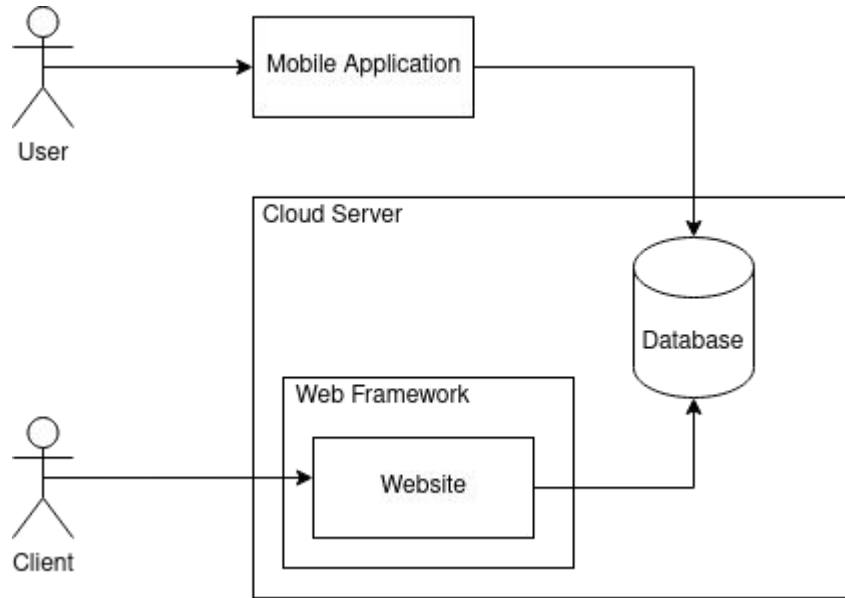 Mobile Application
User
Cloud Server
Database
Web Framework
Website
Client